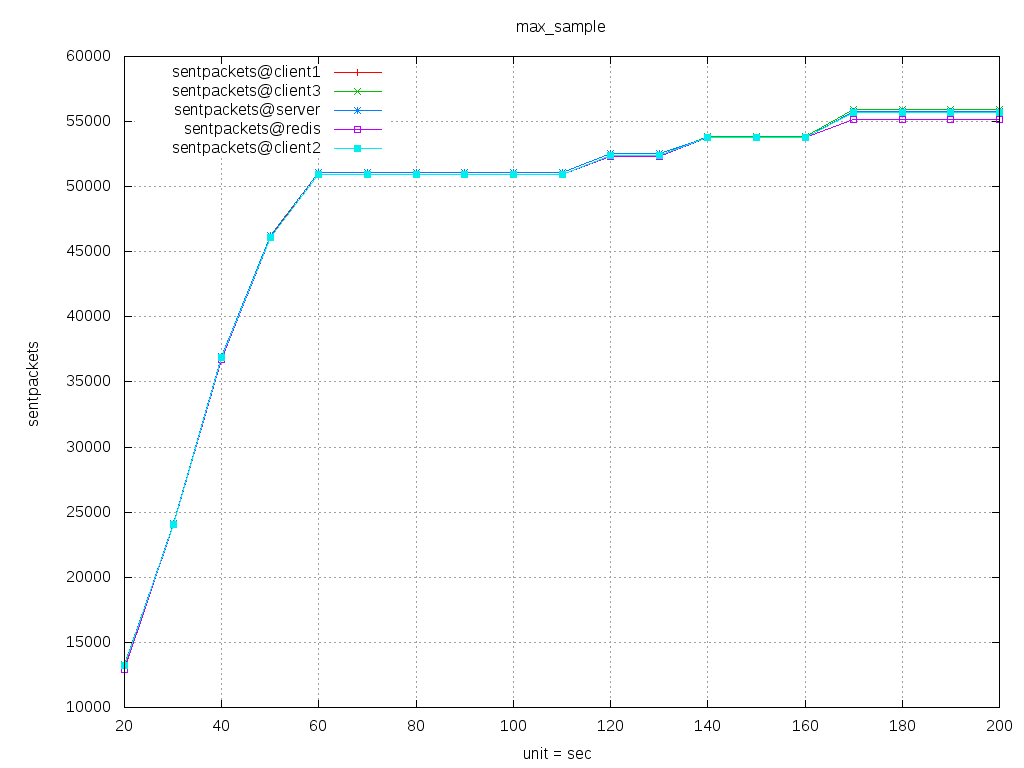 max_sample
60000
55000
50000
45000
40000
35000
30000
25000
20000
15000
10000
sentpackets
sentpackets@client1
sentpackets@client3
sentpackets@server
sentpackets@redis
sentpackets@client2
20 40 60 80 100 120 140 160 180 200
unit = sec